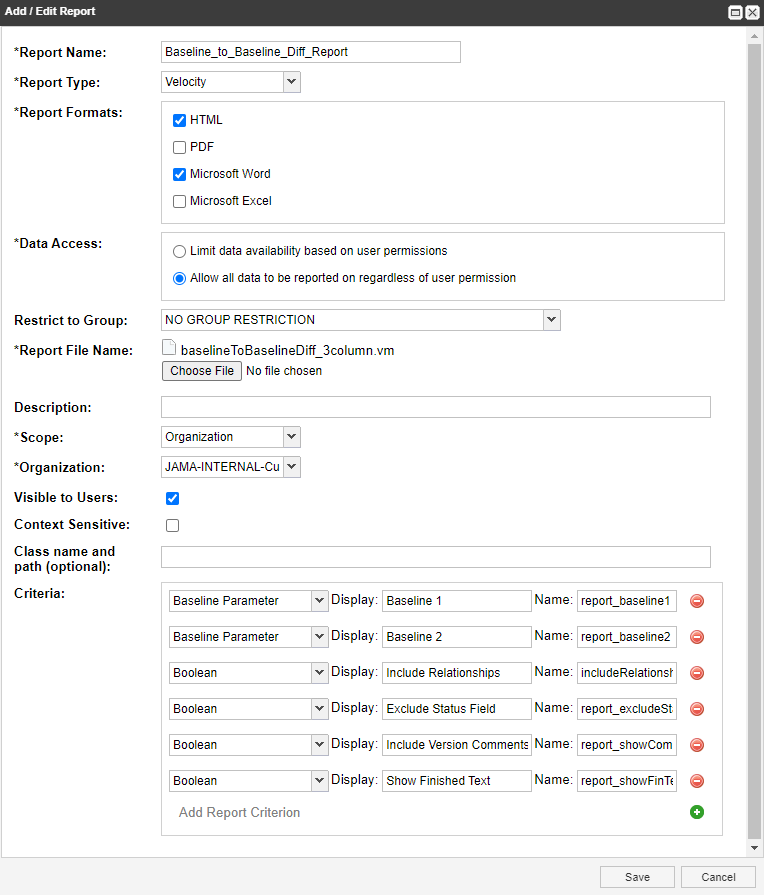 Add / Edit Report
*Report Name: Baseline_to_Baseline_Diff_Report
*Report Type: Velocity
*Report Formats: HTML
PDF
Microsoft Word
Microsoft Excel
*Data Access: Limit data availability based on user permissions
Allow all data to be reported on regardless of user permission
Restrict to Group: NO GROUP RESTRICTION
*Report File Name: baselineToBaselineDiff_3column.vm
Choose File No file chosen
Description:
*Scope: Organization
*Organization: JAMA-INTERNAL-Cu
Visible to Users:
Context Sensitive:
Class name and
path (optional):
Criteria:
Baseline Parameter Display: Baseline 1 Name: report_baseline1
Baseline Parameter Display: Baseline 2 Name: report_baseline2
Boolean Display: Include Relationships Name: includeRelationsh
Boolean Display: Exclude Status Field Name: report_excludeSta
Boolean Display: Include Version Comments Name: report_showCom
Boolean Display: Show Finished Text Name: report_showFinTe
Add Report Criterion
Save Cancel